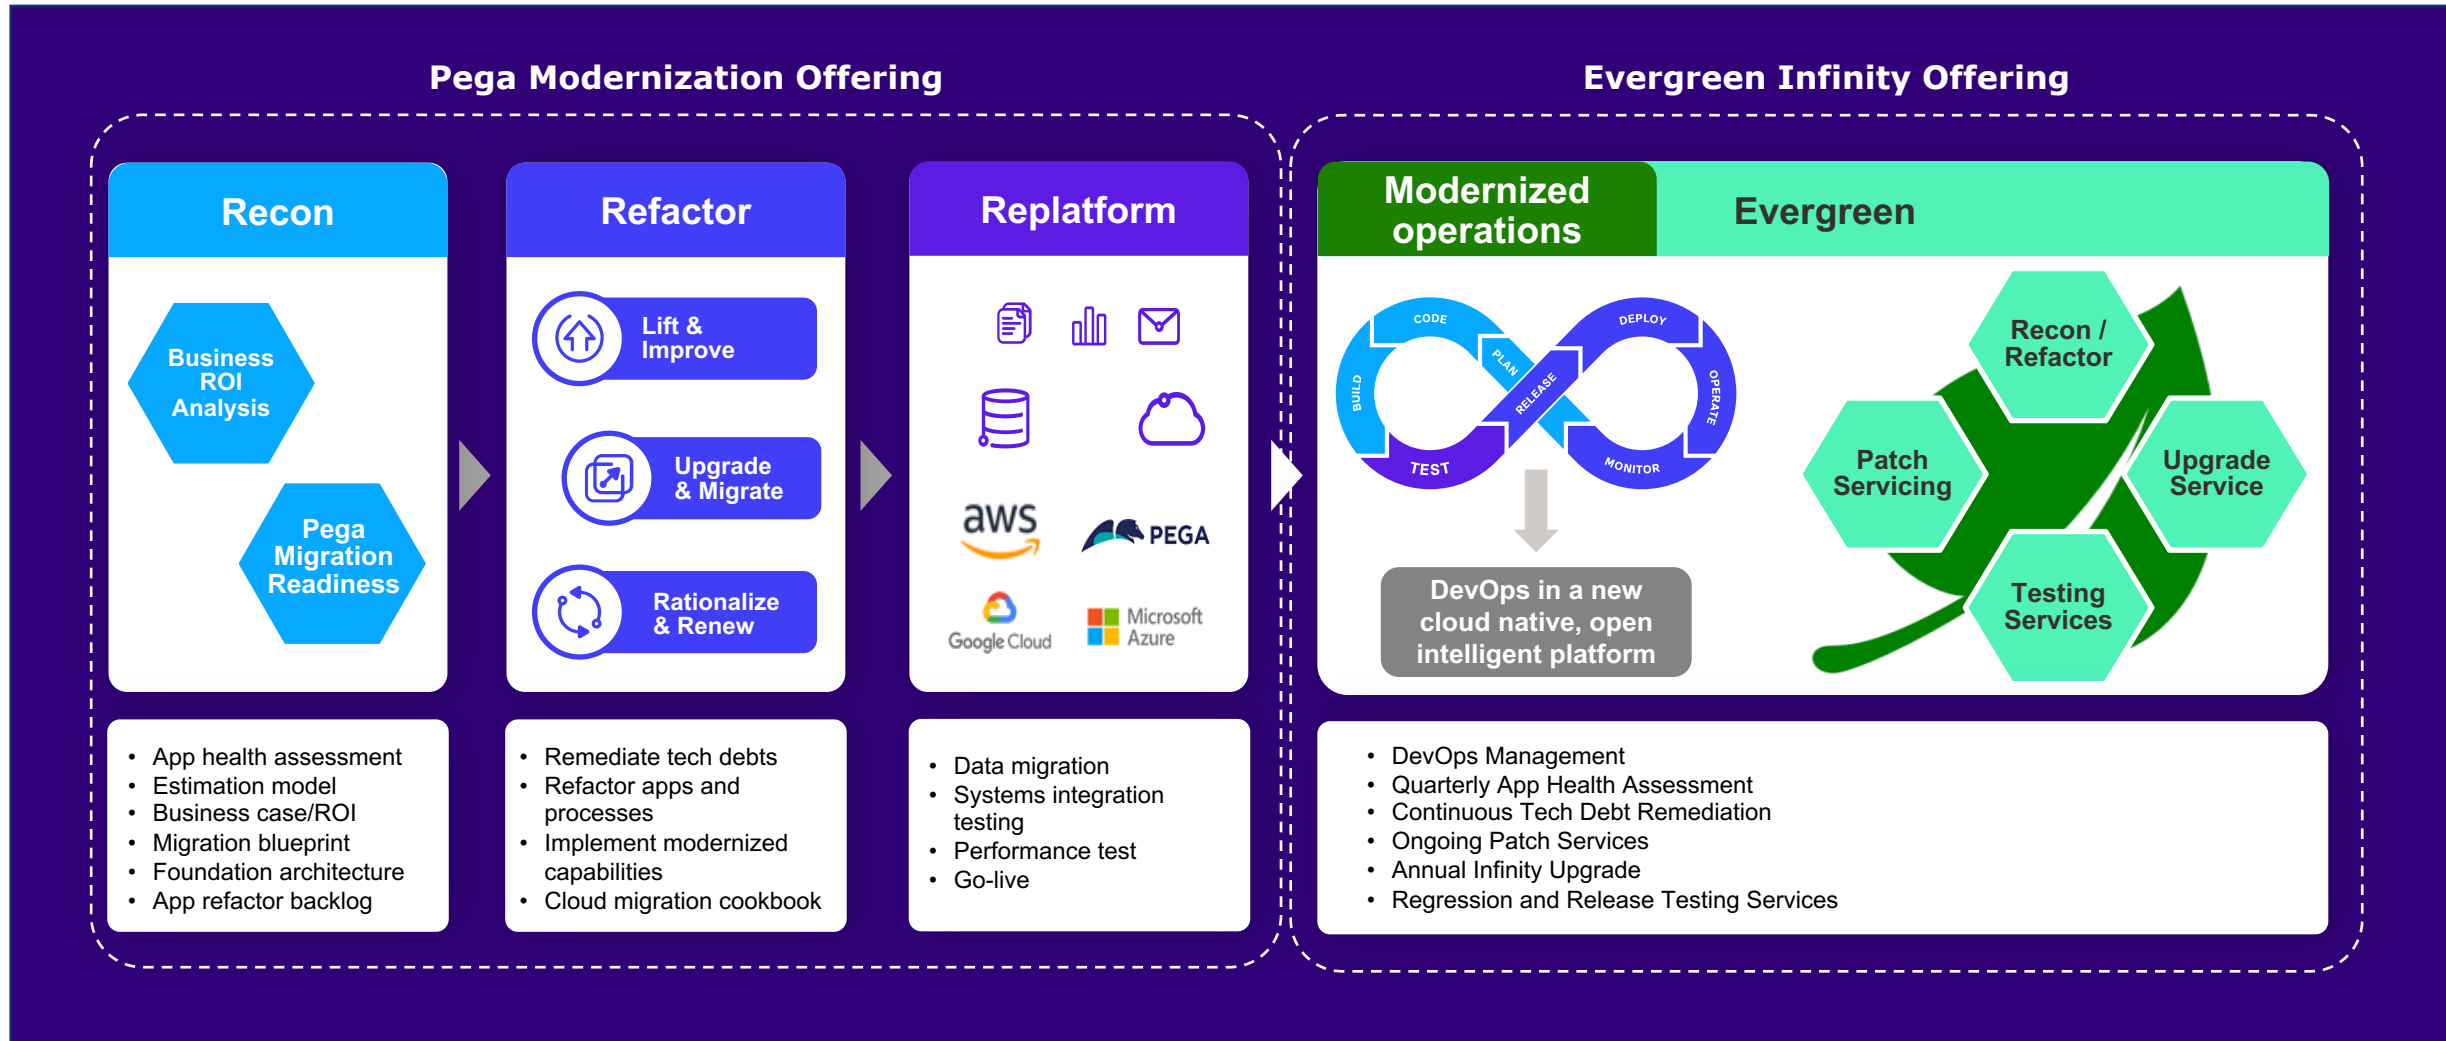 Pega Modernization Offering
Evergreen Infinity Offering
Recon
Business
ROI
Analysis
Pega
Migration
Readiness
Refactor
Lift &
Improve
Upgrade
& Migrate
Rationalize
& Renew
Replatform
aws
PEGA
Google Cloud
Microsoft
Azure
Modernized
operations
Evergreen
CODE
PLAN
BUILD
TEST
RELEASE
DEPLOY
OPERATE
MONITOR
DevOps in a new
cloud native, open
intelligent platform
Recon /
Refactor
Patch
Servicing
Upgrade
Service
Testing
Services
• App health assessment
• Estimation model
• Business case/ROI
• Migration blueprint
• Foundation architecture
• App refactor backlog
• Remediate tech debts
• Refactor apps and
processes
• Implement modernized
capabilities
• Cloud migration cookbook
• Data migration
• Systems integration
testing
• Performance test
• Go-live
• DevOps Management
• Quarterly App Health Assessment
• Continuous Tech Debt Remediation
• Ongoing Patch Services
• Annual Infinity Upgrade
• Regression and Release Testing Services